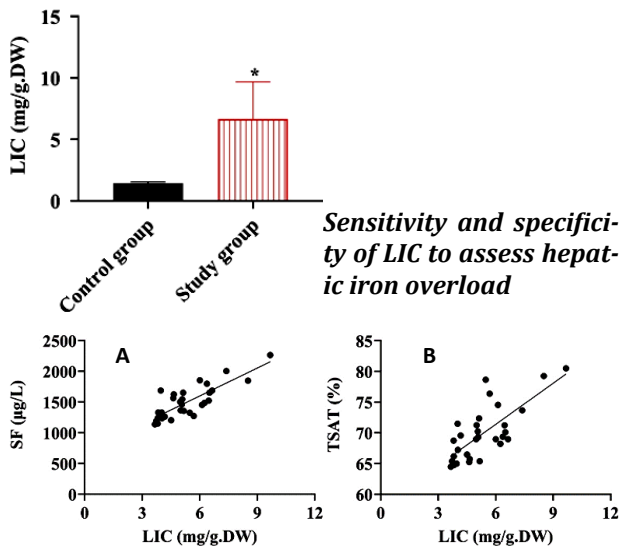 LIC (mg/g.DW)
15
10
5
0
*
Control group
Study group
Sensitivity and specifici-
ty of LIC to assess hepat-
ic iron overload
A
SF (µg/L)
2500
2000
1500
1000
500
0
3
6
9
12
LIC (mg/g.DW)
B
TSAT (%)
85
80
75
70
65
60
3
6
9
12
LIC (mg/g.DW)